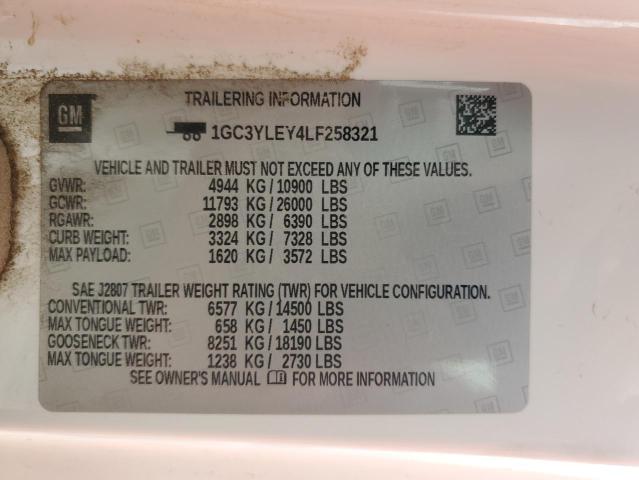 GM
TRAILERING INFORMATION
1GC3YLEY4LF258321
VEHICLE AND TRAILER MUST NOT EXCEED ANY OF THESE VALUES.
GVWR: 4944 KG / 10900 LBS
GCWR: 11793 KG / 26000 LBS
RGAWR: 2898 KG / 6390 LBS
CURB WEIGHT: 3324 KG / 7328 LBS
MAX PAYLOAD: 1620 KG / 3572 LBS
SAE J2807 TRAILER WEIGHT RATING (TWR) FOR VEHICLE CONFIGURATION.
CONVENTIONAL TWR: 6577 KG / 14500 LBS
MAX TONGUE WEIGHT: 658 KG / 1450 LBS
GOOSENECK TWR: 8251 KG / 18190 LBS
MAX TONGUE WEIGHT: 1238 KG / 2730 LBS
SEE OWNER'S MANUAL FOR MORE INFORMATION